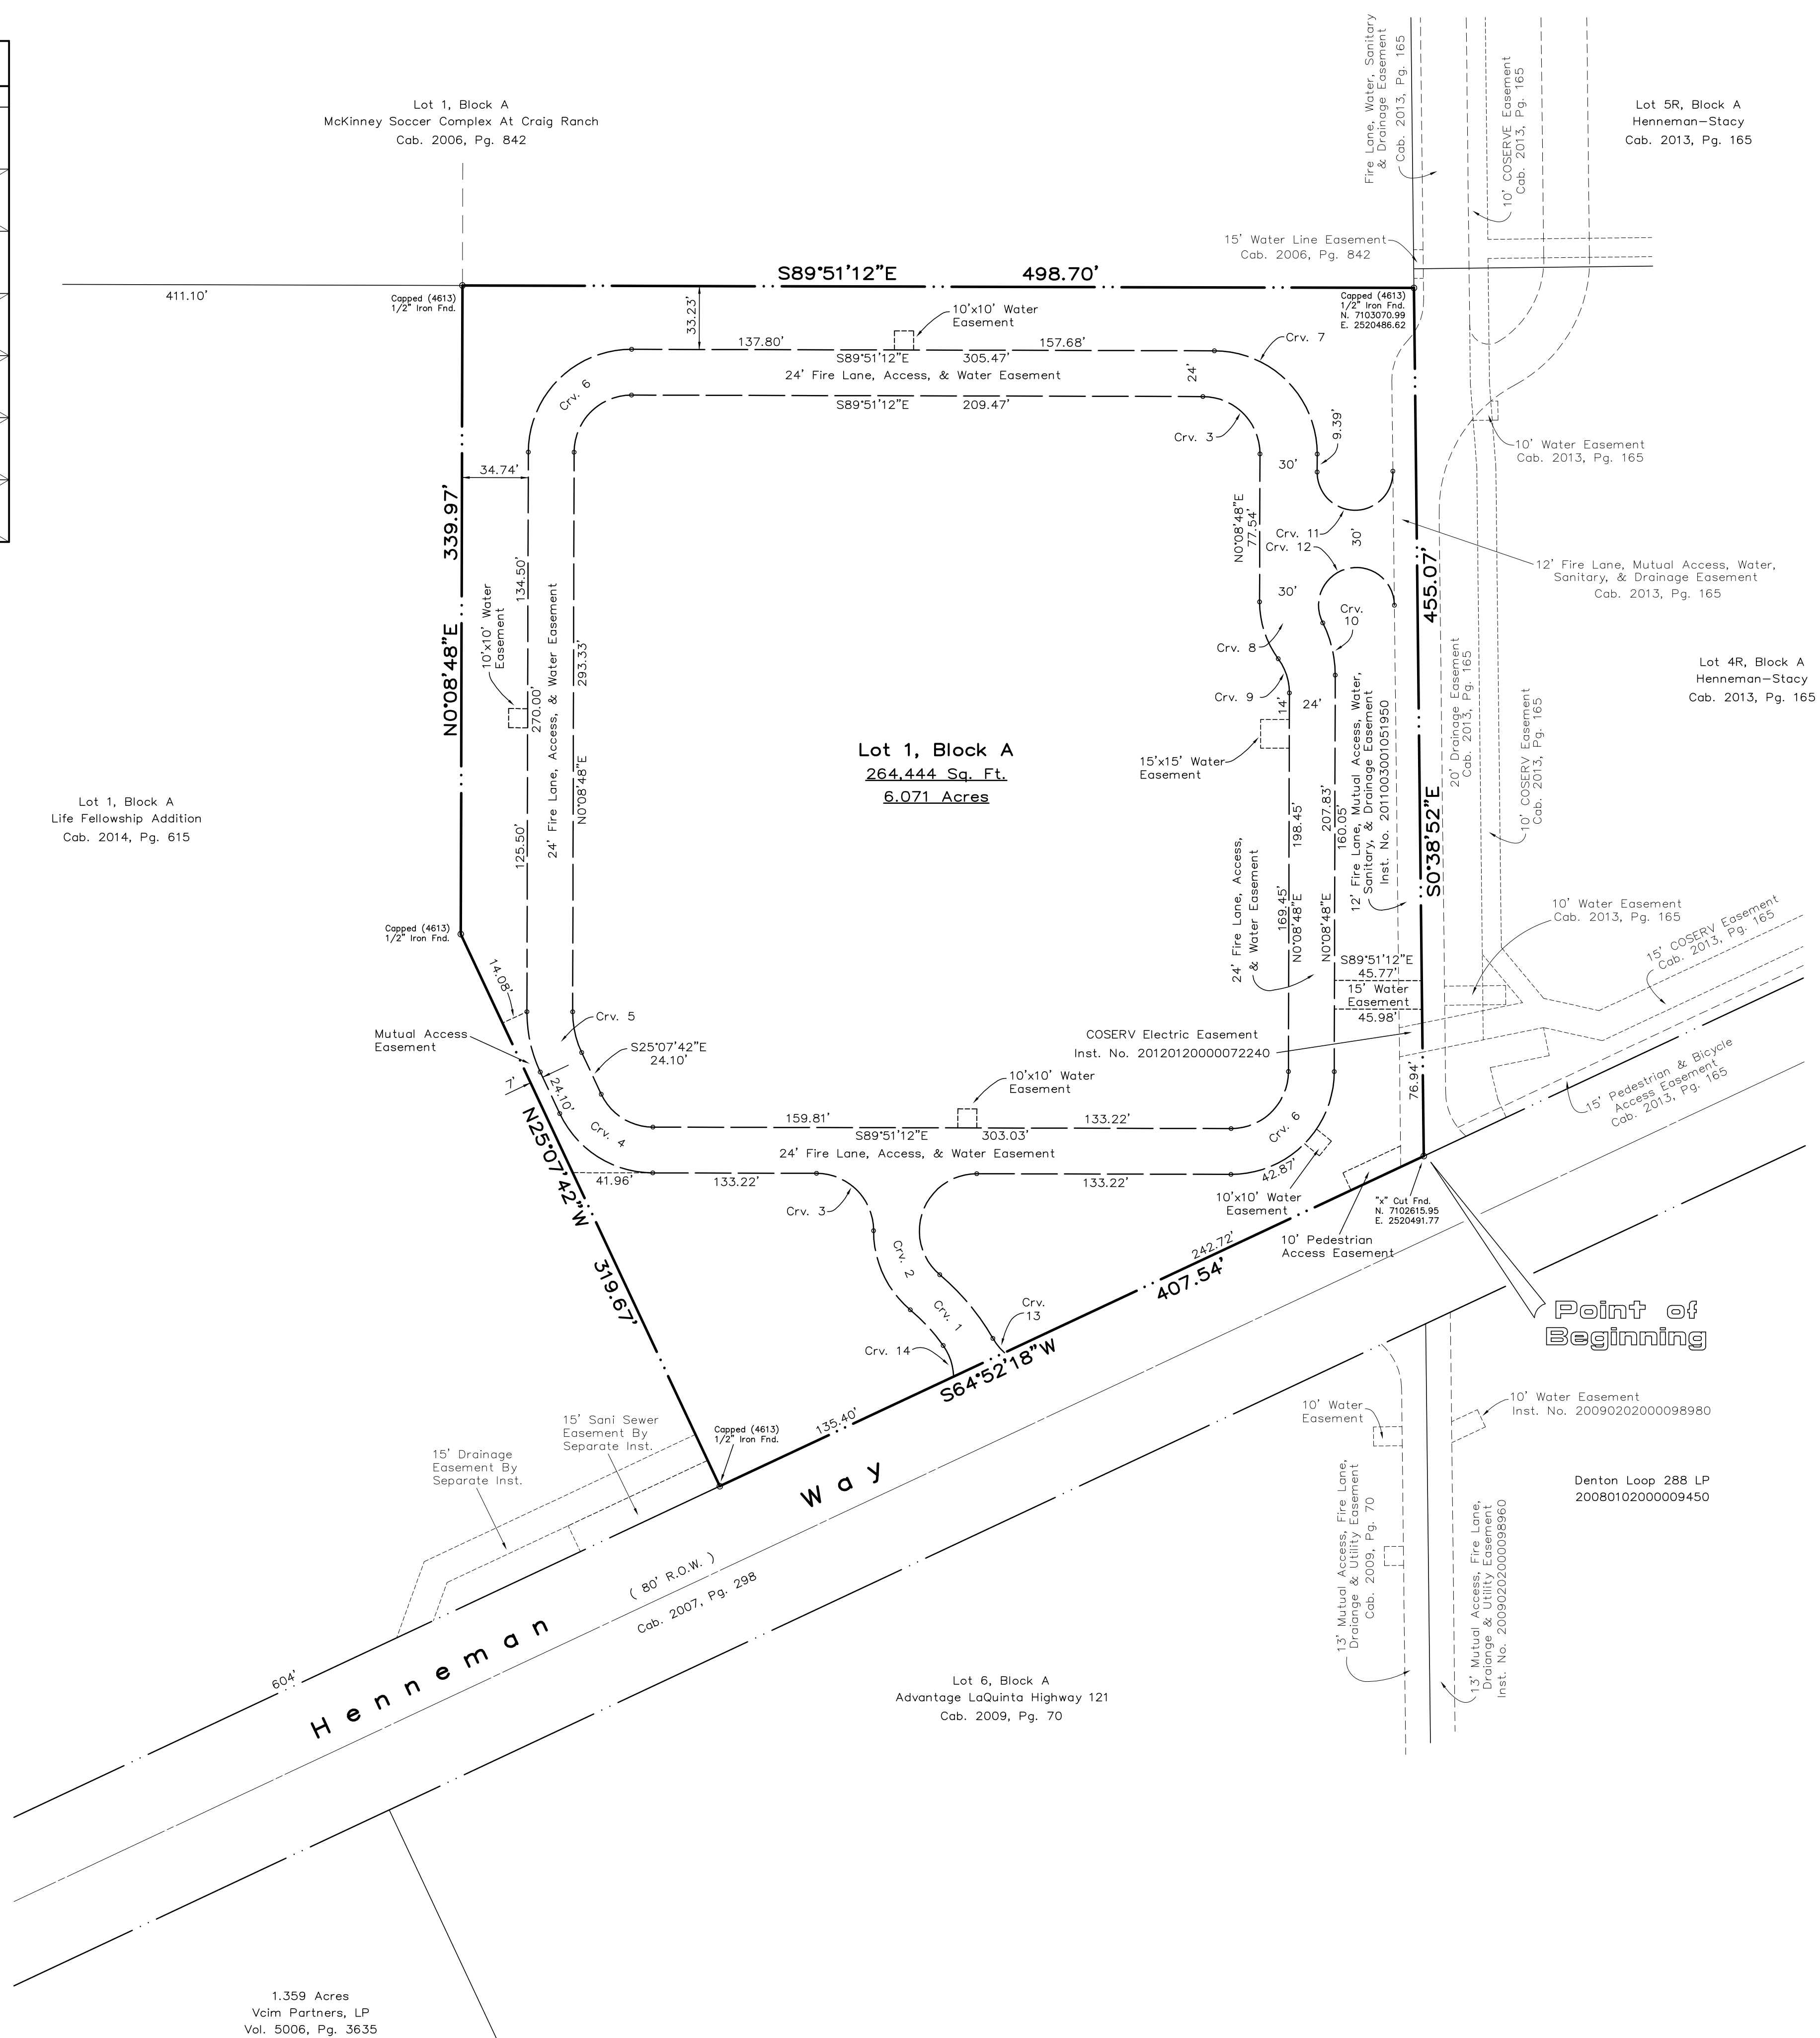 Lot 1, Block A
McKinney Soccer Complex At Craig Ranch
Cab. 2006, Pg. 842
Fire Lane, Water, Sanitary
& Drainage Easement
Cab. 2013, Pg. 165
10' COSERVE Easement
Cab. 2013, Pg. 165
Lot 5R, Block A
Henneman-Stacy
Cab. 2013, Pg. 165
15' Water Line Easement
Cab. 2006, Pg. 842
411.10'
Capped (4613)
1/2" Iron Fnd.
S89°51'12"E 498.70'
Capped (4613)
1/2" Iron Fnd.
N. 7103070.99
E. 2520486.62
33.23'
10'x10' Water
Easement
137.80'
157.68'
S89°51'12"E 305.47'
24' Fire Lane, Access, & Water Easement
S89°51'12"E 209.47'
24'
Crv. 7
Crv. 6
Crv. 3
9.39'
30'
34.74'
339.97'
N0°08'48"E
N0°08'48"E
77.54'
Crv. 11
Crv. 12
30'
30'
Crv.
10
Crv. 8
Crv. 9
14'
24'
10' Water Easement
Cab. 2013, Pg. 165
12' Fire Lane, Mutual Access, Water,
Sanitary, & Drainage Easement
Cab. 2013, Pg. 165
455.07'
S0°38'52"E
134.50'
10'x10' Water
Easement
270.00'
125.50'
24' Fire Lane, Access, & Water Easement
293.33'
N0°08'48"E
Lot 1, Block A
264,444 Sq. Ft.
6.071 Acres
15'x15' Water
Easement
198.45'
169.45'
N0°08'48"E
207.83'
160.05'
N0°08'48"E
24' Fire Lane, Access,
& Water Easement
12' Fire Lane, Mutual Access, Water,
Sanitary, & Drainage Easement
Inst. No. 2011003001051950
20' Drainage Easement
Cab. 2013, Pg. 165
10' COSERV Easement
Cab. 2013, Pg. 165
Lot 4R, Block A
Henneman-Stacy
Cab. 2013, Pg. 165
Lot 1, Block A
Life Fellowship Addition
Cab. 2014, Pg. 615
Capped (4613)
1/2" Iron Fnd.
14.08'
Mutual Access
Easement
7'
24.10'
Crv. 5
S25°07'42"E
24.10'
Crv. 4
N25°07'42"W 319.67'
S89°51'12"E
45.77'
15' Water
Easement
45.98'
COSERV Electric Easement
Inst. No. 20120120000072240
76.94'
10' Water Easement
Cab. 2013, Pg. 165
15' COSERV Easement
Cab. 2013, Pg. 165
15' Pedestrian & Bicycle
Access Easement
Cab. 2013, Pg. 165
10'x10' Water
Easement
159.81'
133.22'
S89°51'12"E 303.03'
24' Fire Lane, Access, & Water Easement
Crv. 6
41.96'
133.22'
133.22'
42.87'
10'x10' Water
Easement
Crv. 3
Crv. 2
Crv. 1
Crv.
13
Crv. 14
"x" Cut Fnd.
N. 7102615.95
E. 2520491.77
10' Pedestrian
Access Easement
242.72'
407.54'
S64°52'18"W
135.40'
Point of
Beginning
15' Sani Sewer
Easement By
Separate Inst.
Capped (4613)
1/2" Iron Fnd.
15' Drainage
Easement By
Separate Inst.
10' Water
Easement
10' Water Easement
Inst. No. 20090202000098980
Denton Loop 288 LP
20080102000009450
13' Mutual Access, Fire Lane,
Draiange & Utility Easement
Cab. 2009, Pg. 70
13' Mutual Access, Fire Lane,
Draiange & Utility Easement
Inst. No. 20090202000098960
Henneman Way
( 80' R.O.W. )
Cab. 2007, Pg. 298
604'
Lot 6, Block A
Advantage LaQuinta Highway 121
Cab. 2009, Pg. 70
1.359 Acres
Vcim Partners, LP
Vol. 5006, Pg. 3635